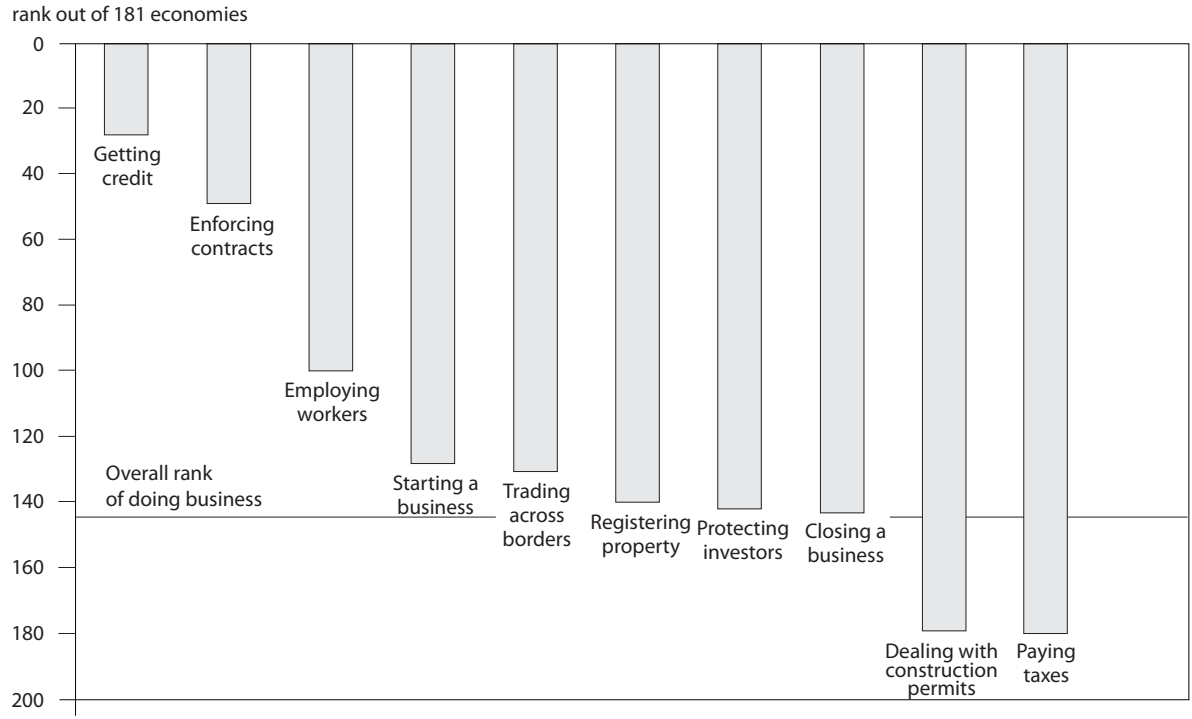 rank out of 181 economies
0
20
40
60
80
100
120
140
160
180
200
Getting
credit
Enforcing
contracts
Employing
workers
Overall rank
of doing business
Starting a
business
Trading
across
borders
Registering
property
Protecting
investors
Closing a
business
Dealing with
construction
permits
Paying
taxes